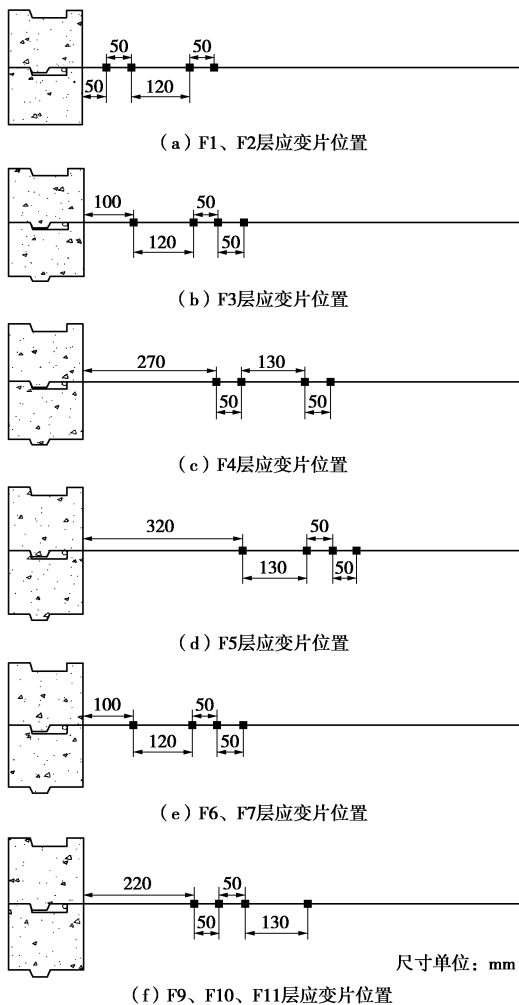 50 50
50 120
（a）F1、F2层应变片位置
100 50
120 50
（b）F3层应变片位置
270 130
50 50
（c）F4层应变片位置
320 50
130 50
（d）F5层应变片位置
100 50
120 50
（e）F6、F7层应变片位置
220 50
50 130
尺寸单位：mm
（f）F9、F10、F11层应变片位置